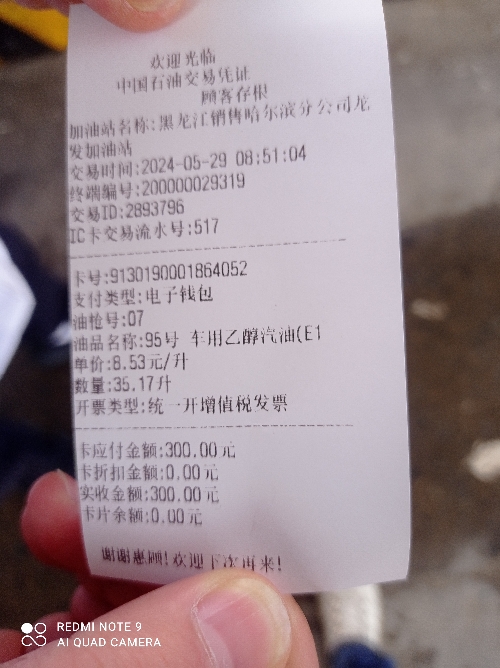 欢迎光临
中国石油交易凭证
顾客存根
加油站名称:黑龙江销售哈尔滨分公司龙
发加油站
交易时间:2024-05-29 08:51:04
终端编号:200000029319
交易ID:2893796
IC卡交易流水号:517
卡号:9130190001864052
支付类型:电子钱包
油枪号:07
油品名称:95号 车用乙醇汽油(E1
单价:8.53元/升
数量:35.17升
开票类型:统一开增值税发票
卡应付金额:300.00元
卡折扣金额:0.00元
实收金额:300.00元
卡片余额:0.00元
谢谢惠顾!欢迎下次再来!
REDMI NOTE 9
AI QUAD CAMERA